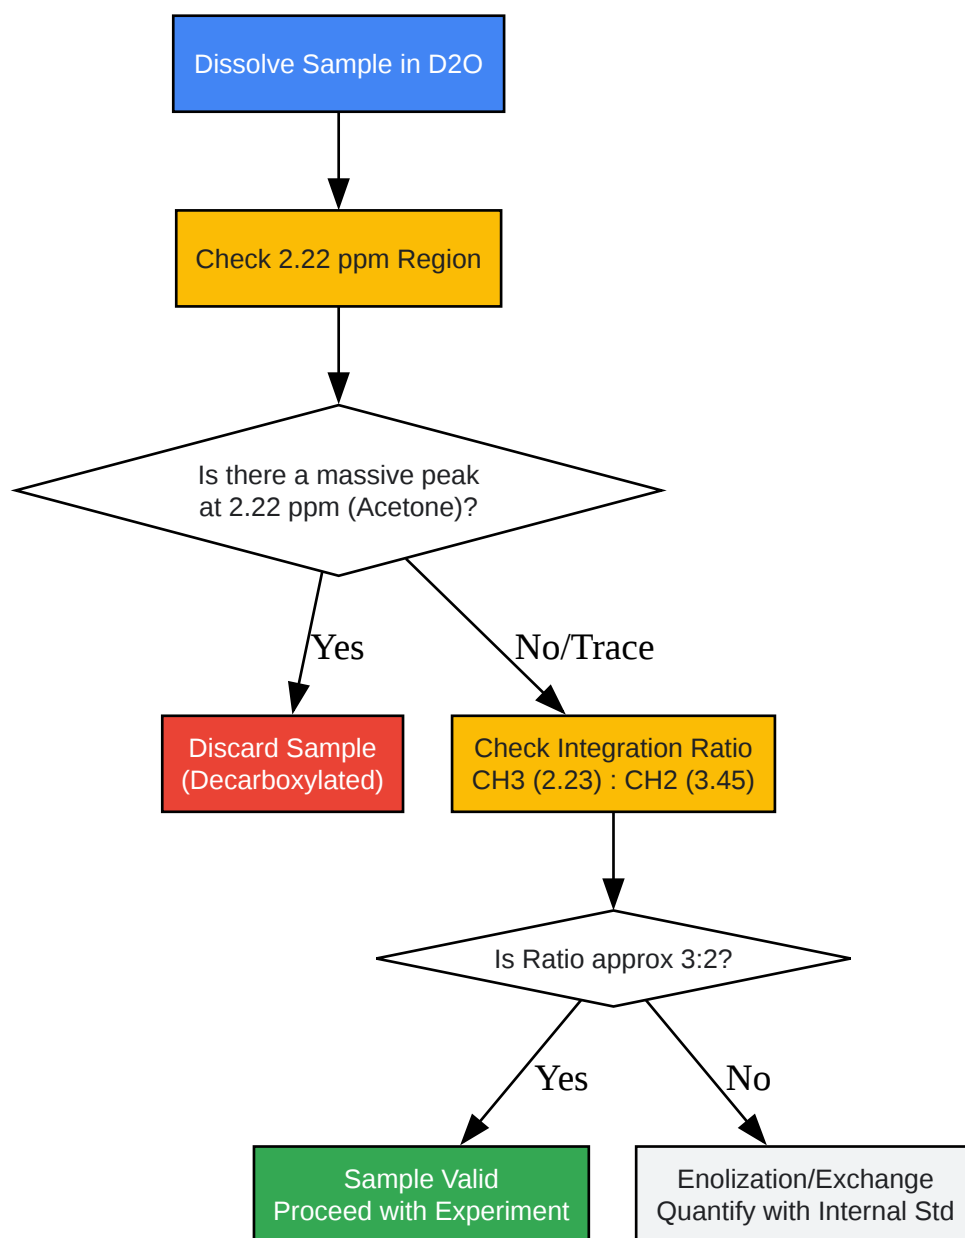 Dissolve Sample in D2O
Check 2.22 ppm Region
Is there a massive peak
at 2.22 ppm (Acetone)?
Yes
No/Trace
Discard Sample
(Decarboxylated)
Check Integration Ratio
CH3 (2.23) : CH2 (3.45)
Is Ratio approx 3:2?
Yes
No
Sample Valid
Proceed with Experiment
Enolization/Exchange
Quantify with Internal Std